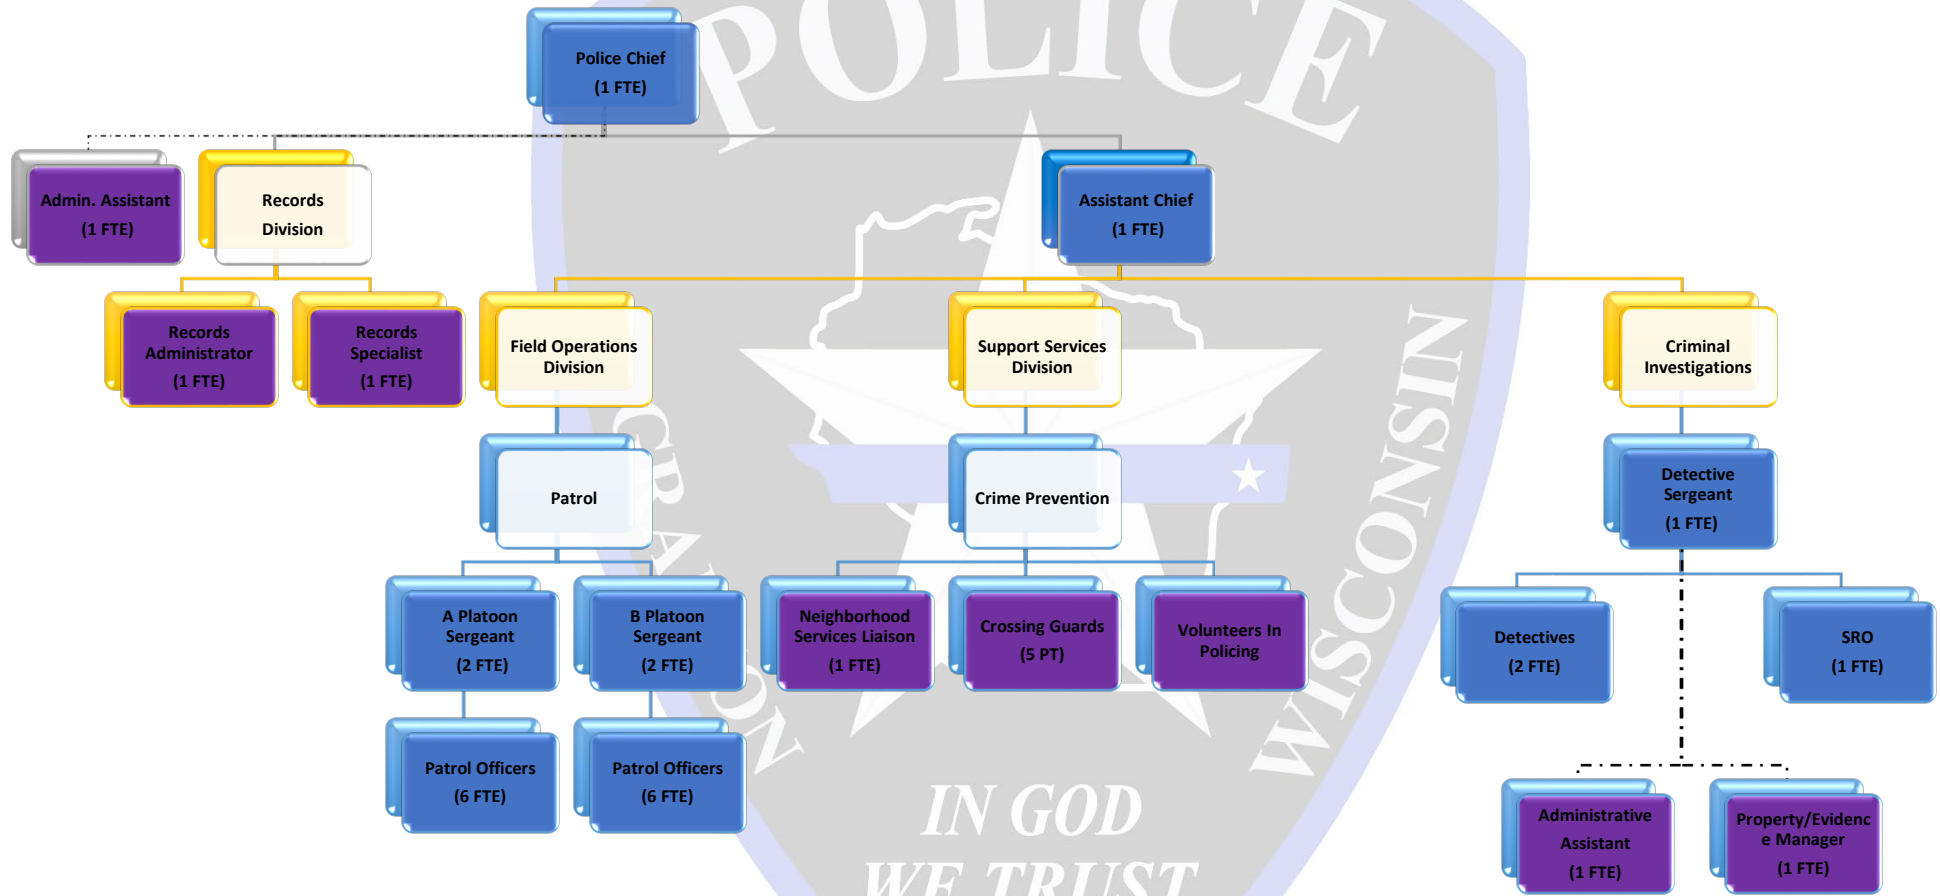 POLICE
Police Chief
(1 FTE)
Admin. Assistant
(1 FTE)
Records
Division
Assistant Chief
(1 FTE)
Records
Administrator
(1 FTE)
Records
Specialist
(1 FTE)
Field Operations
Division
Support Services
Division
Criminal
Investigations
Patrol
Crime Prevention
Detective
Sergeant
(1 FTE)
A Platoon
Sergeant
(2 FTE)
B Platoon
Sergeant
(2 FTE)
Neighborhood
Services Liaison
(1 FTE)
Crossing Guards
(5 PT)
Volunteers In
Policing
Detectives
(2 FTE)
SRO
(1 FTE)
Patrol Officers
(6 FTE)
Patrol Officers
(6 FTE)
Administrative
Assistant
(1 FTE)
Property/Evidenc
e Manager
(1 FTE)
WISCONSIN
IN GOD
WE TRUST